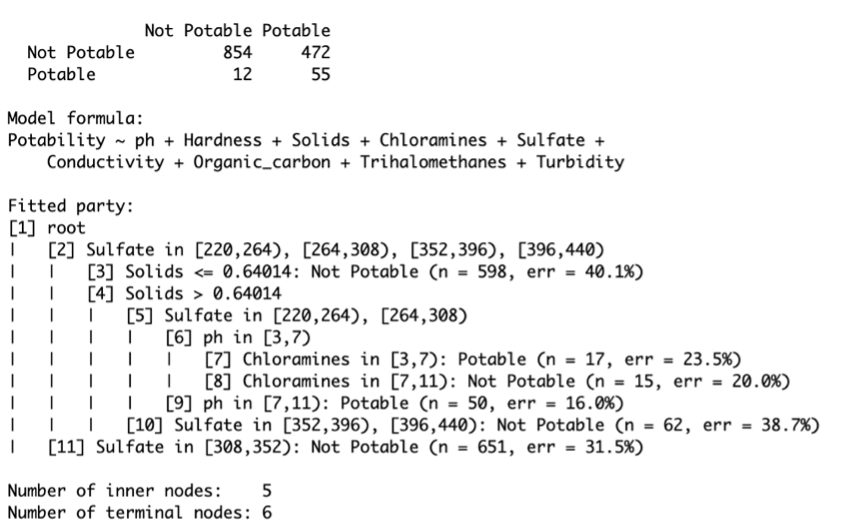 Not Potable Potable
Not Potable 854 472
Potable 12 55
Model formula:
Potability ~ ph + Hardness + Solids + Chloramines + Sulfate +
Conductivity + Organic_carbon + Trihalomethanes + Turbidity
Fitted party:
[1] root
| [2] Sulfate in [220,264), [264,308), [352,396), [396,440)
| | [3] Solids <= 0.64014: Not Potable (n = 598, err = 40.1%)
| | [4] Solids > 0.64014
| | | [5] Sulfate in [220,264), [264,308)
| | | | [6] ph in [3,7)
| | | | | [7] Chloramines in [3,7): Potable (n = 17, err = 23.5%)
| | | | | [8] Chloramines in [7,11): Not Potable (n = 15, err = 20.0%)
| | | | [9] ph in [7,11): Potable (n = 50, err = 16.0%)
| | | [10] Sulfate in [352,396), [396,440): Not Potable (n = 62, err = 38.7%)
| [11] Sulfate in [308,352): Not Potable (n = 651, err = 31.5%)
Number of inner nodes: 5
Number of terminal nodes: 6